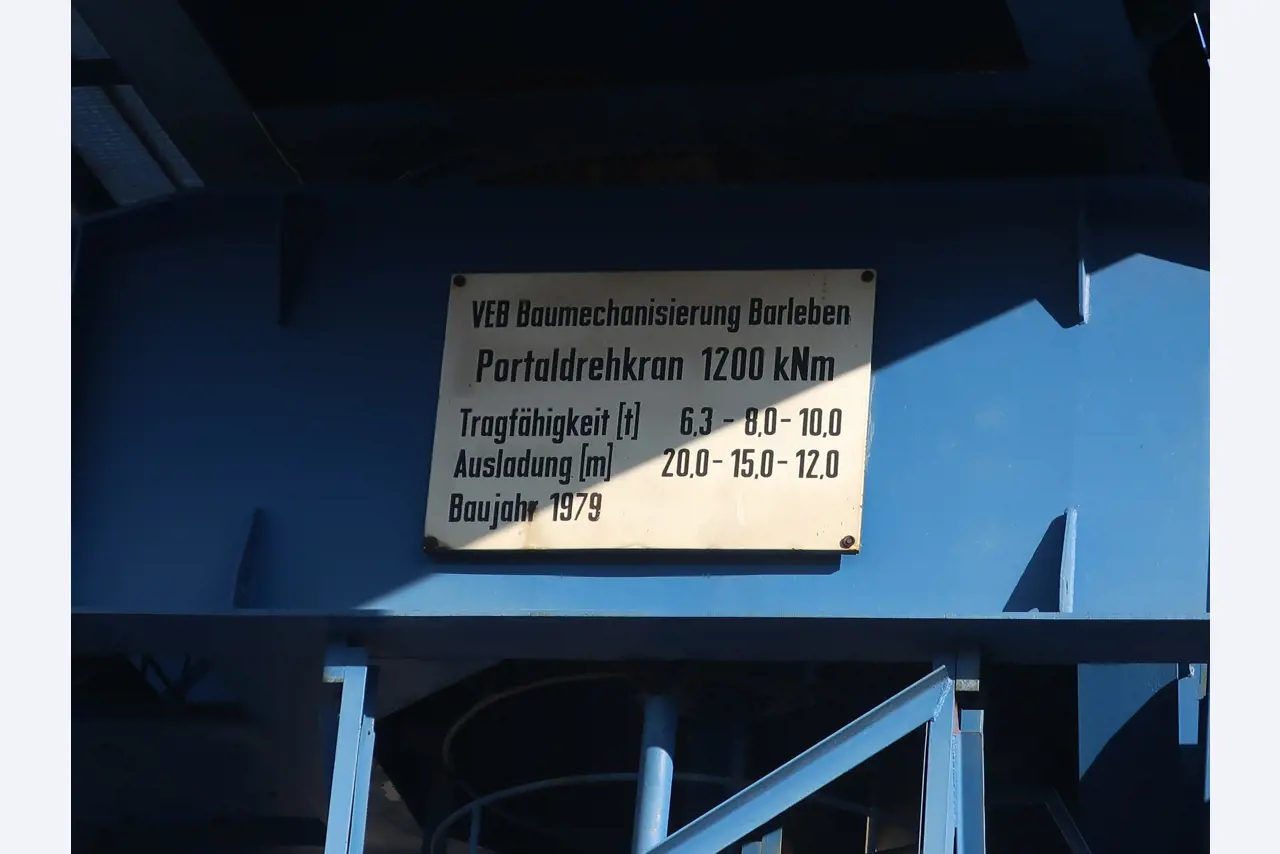 VEB Baumechanisierung Barleben
Portaldrehkran 1200 kNm
Tragfähigkeit [t] 6,3 - 8,0 - 10,0
Ausladung [m] 20,0 - 15,0 - 12,0
Baujahr 1979